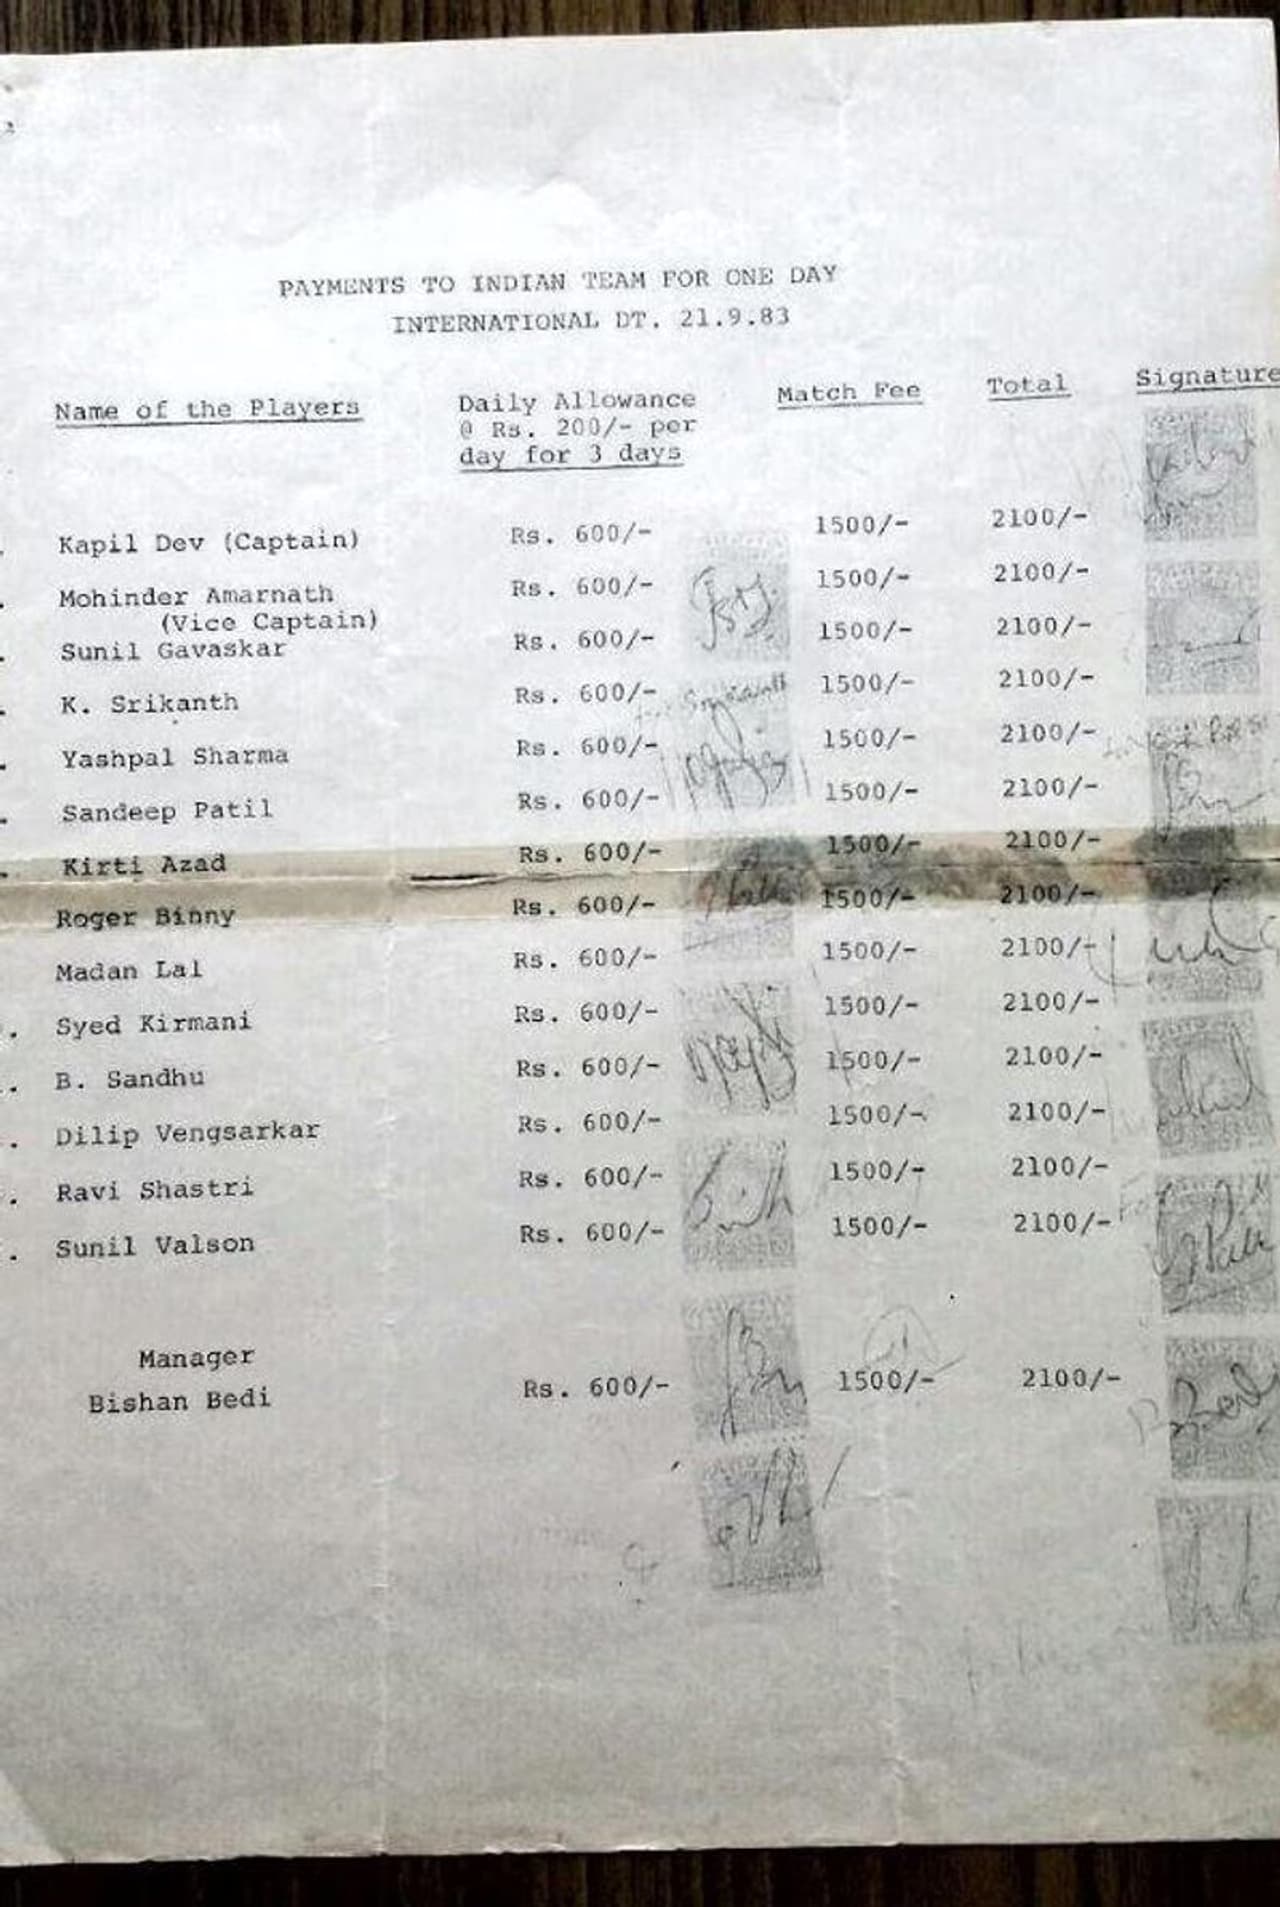 PAYMENTS TO INDIAN TEAM FOR ONE DAY
INTERNATIONAL DT. 21.9.83
Name of the Players Daily Allowance @ Rs. 200/- per day for 3 days Match Fee Total Signature
Kapil Dev (Captain) Rs. 600/- 1500/- 2100/-
Mohinder Amarnath Rs. 600/- 1500/- 2100/-
(Vice Captain)
Sunil Gavaskar Rs. 600/- 1500/- 2100/-
K. Srikanth Rs. 600/- 1500/- 2100/-
Yashpal Sharma Rs. 600/- 1500/- 2100/-
Sandeep Patil Rs. 600/- 1500/- 2100/-
Kirti Azad Rs. 600/- 1500/- 2100/-
Roger Binny Rs. 600/- 1500/- 2100/-
Madan Lal Rs. 600/- 1500/- 2100/-
. Syed Kirmani Rs. 600/- 1500/- 2100/-
. B. Sandhu Rs. 600/- 1500/- 2100/-
. Dilip Vengsarkar Rs. 600/- 1500/- 2100/-
. Ravi Shastri Rs. 600/- 1500/- 2100/-
. Sunil Valson Rs. 600/- 1500/- 2100/-
Manager
Bishan Bedi Rs. 600/- 1500/- 2100/-